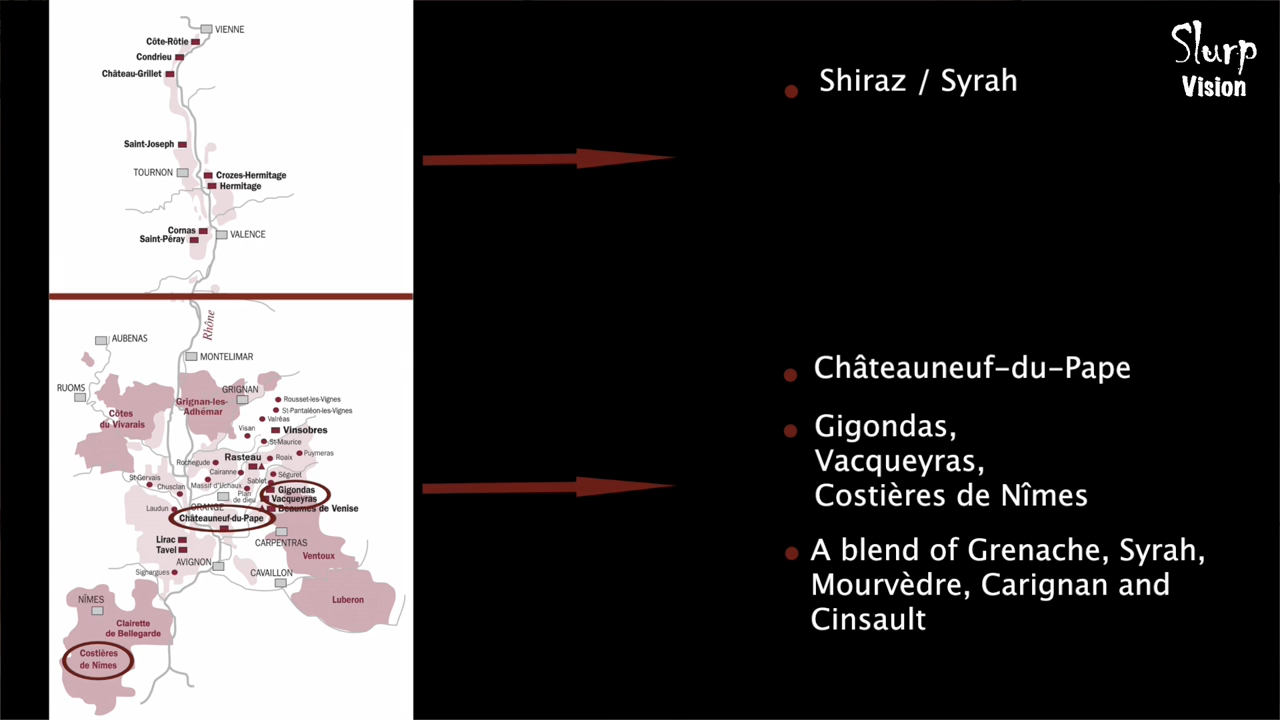 VIENNE
Côte-Rôtie
Condrieu
Château-Grillet
Saint-Joseph
TOURNON
Crozes-Hermitage
Hermitage
Cornas
Saint-Péray
VALENCE
Rhône
AUBENAS
MONTELIMAR
RUOMS
GRIGNAN
Grignan-les-
Adhémar
Côtes
du Vivarais
Rousset-les-Vignes
St-Pantaléon-les-Vignes
Valréas
Visan
Vinsobres
St-Maurice
Puymeras
Rasteau
Roaix
Rochegude
Cairanne
Séguret
St-Gervais
Sablet
Chusclan
Massif d'Uchaux
Plan
de dieu
Gigondas
Vacqueyras
ORANGE
Laudun
Beaumes de Venise
Châteauneuf-du-Pape
Lirac
Tavel
CARPENTRAS
AVIGNON
Ventoux
Signargues
CAVAILLON
NÎMES
Luberon
Clairette
de Bellegarde
Costières
de Nîmes
Slurp
Vision
Shiraz / Syrah
Châteauneuf-du-Pape
Gigondas,
Vacqueyras,
Costières de Nîmes
A blend of Grenache, Syrah,
Mourvèdre, Carignan and
Cinsault